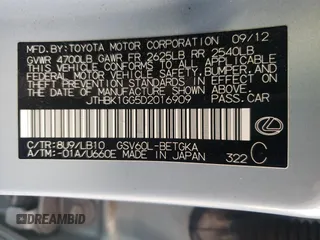 MFD. BY: TOYOTA MOTOR CORPORATION 09/12
GVWR 4700LB GAWR FR 2625LB RR 2540LB
THIS VEHICLE CONFORMS TO ALL APPLICABLE
FEDERAL MOTOR VEHICLE SAFETY, BUMPER, AND
THEFT PREVENTION STANDARDS IN EFFECT ON
THE DATE OF MANUFACTURE SHOWN ABOVE.
JTHBK1GG5D2016909 PASS. CAR
C/TR: 8U9/LB10 GSV60L-BETGKA
A/TM: -01A/U660E MADE IN JAPAN 322 C
© DREAMBID